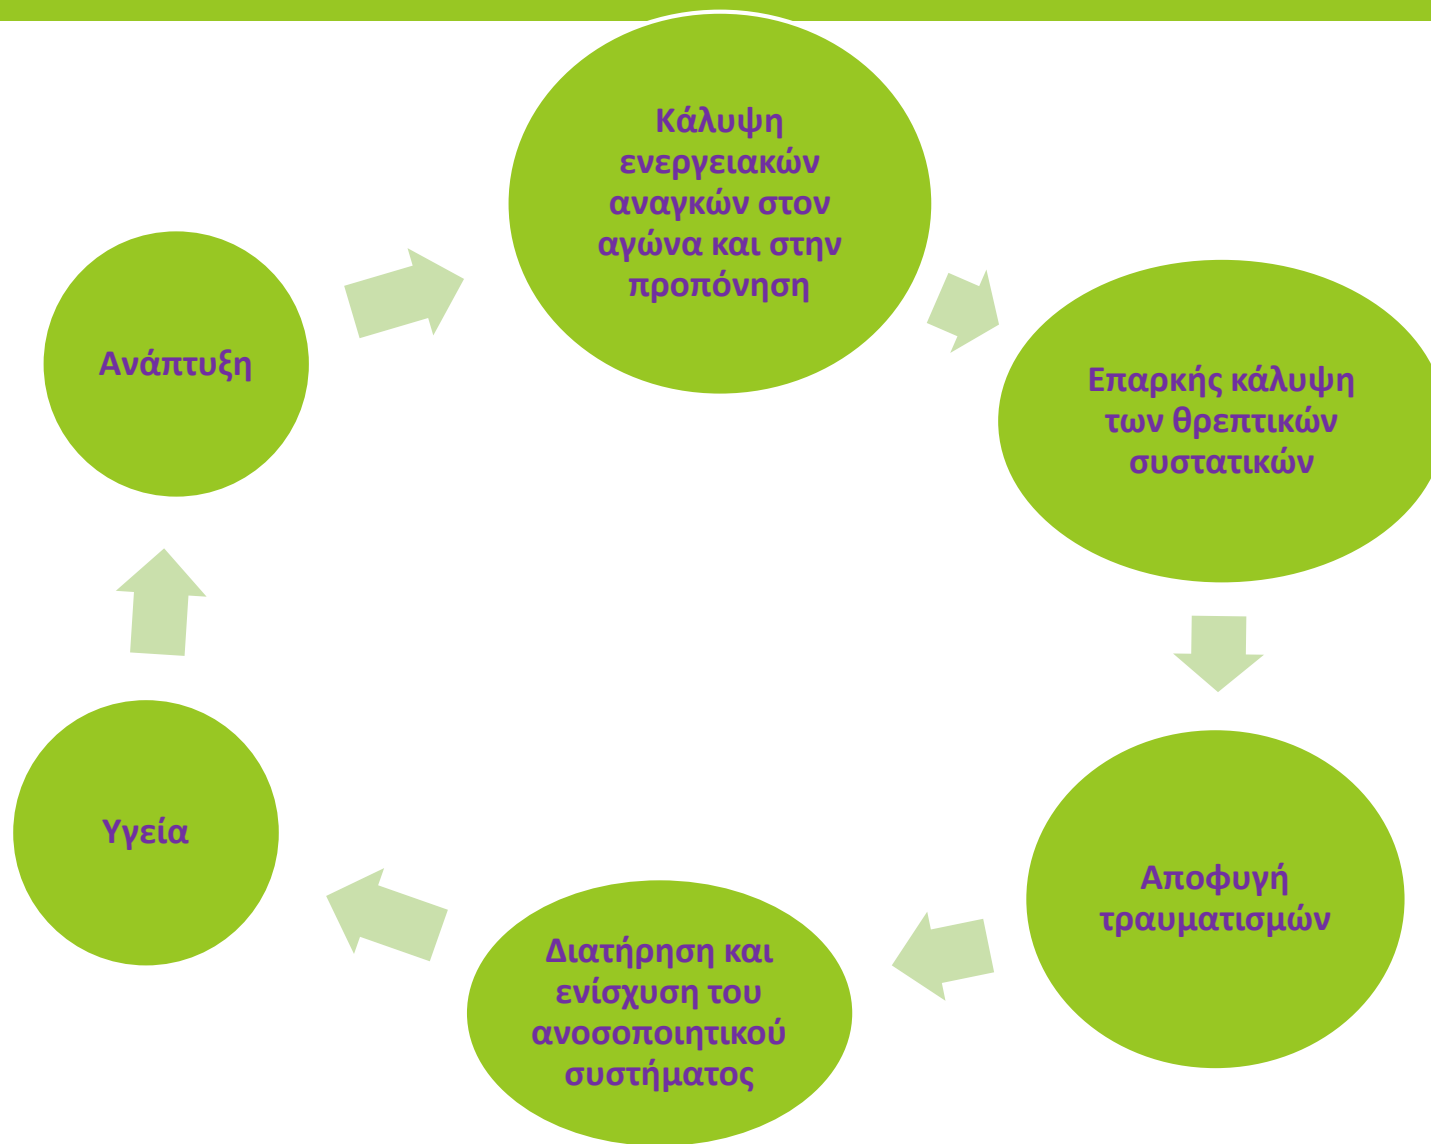 Κάλυψη
ενεργειακών
αναγκών στον
αγώνα και στην
προπόνηση
Επαρκής κάλυψη
των θρεπτικών
συστατικών
Αποφυγή
τραυματισμών
Διατήρηση και
ενίσχυση του
ανοσοποιητικού
συστήματος
Υγεία
Ανάπτυξη